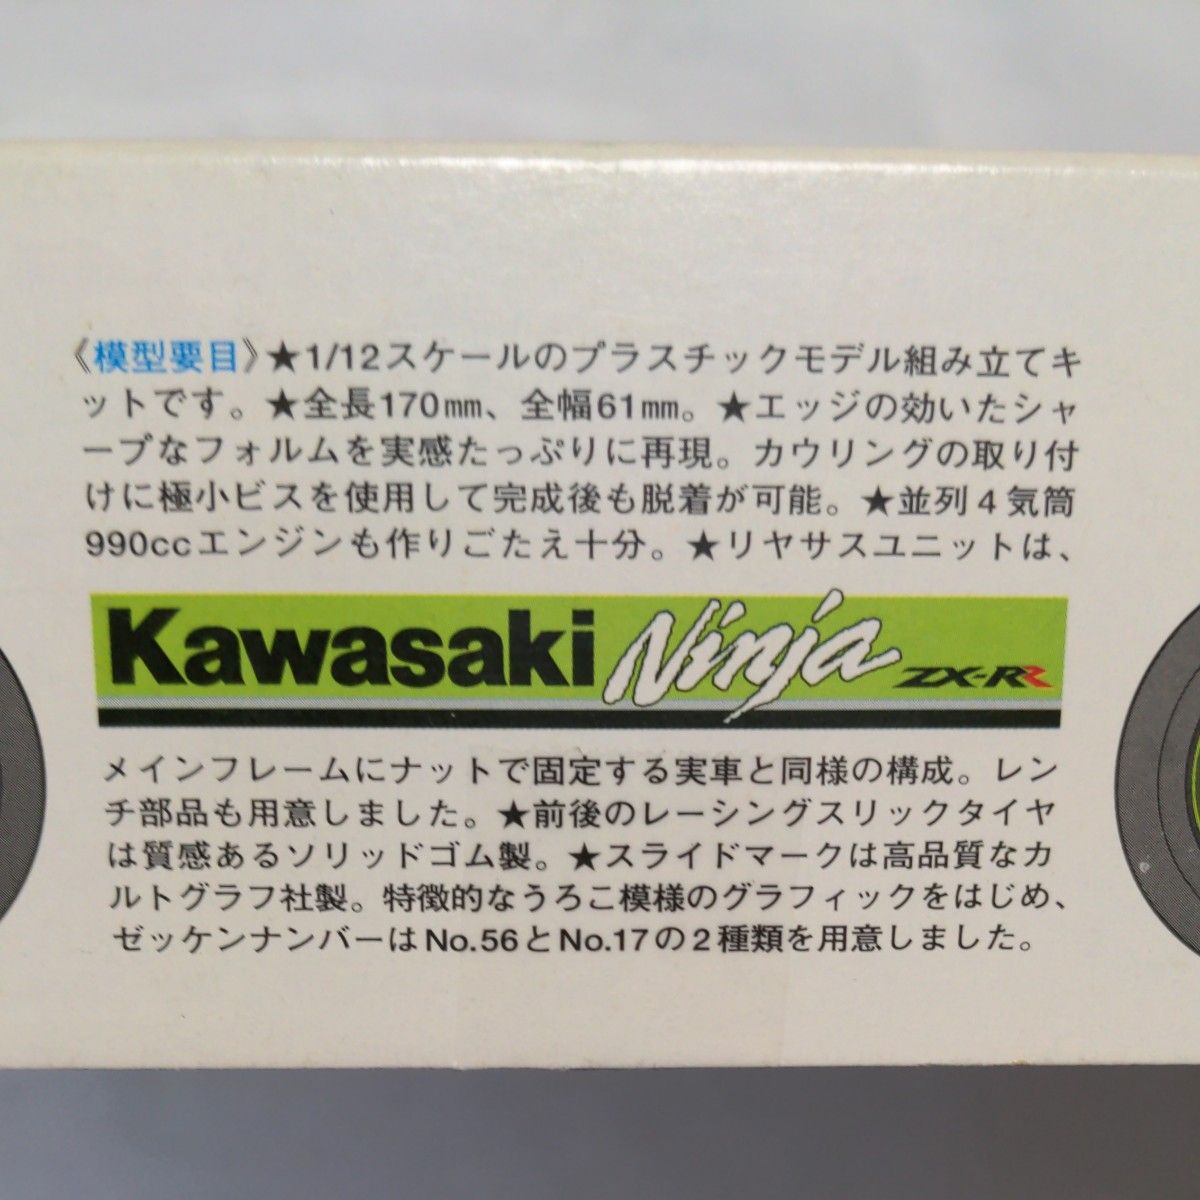 《模型要目》★1/12スケールのプラスチックモデル組み立てキ
ットです。★全長170㎜、全幅61㎜。★エッジの効いたシャ
ープなフォルムを実感たっぷりに再現。カウリングの取り付
けに極小ビスを使用して完成後も脱着が可能。★並列4気筒
990ccエンジンも作りごたえ十分。★リヤサスユニットは、
Kawasaki Ninja ZX-RR
メインフレームにナットで固定する実車と同様の構成。レン
チ部品も用意しました。★前後のレーシングスリックタイヤ
は質感あるソリッドゴム製。★スライドマークは高品質なカ
ルトグラフ社製。特徴的なうろこ模様のグラフィックをはじめ、
ゼッケンナンバーはNo.56とNo.17の2種類を用意しました。